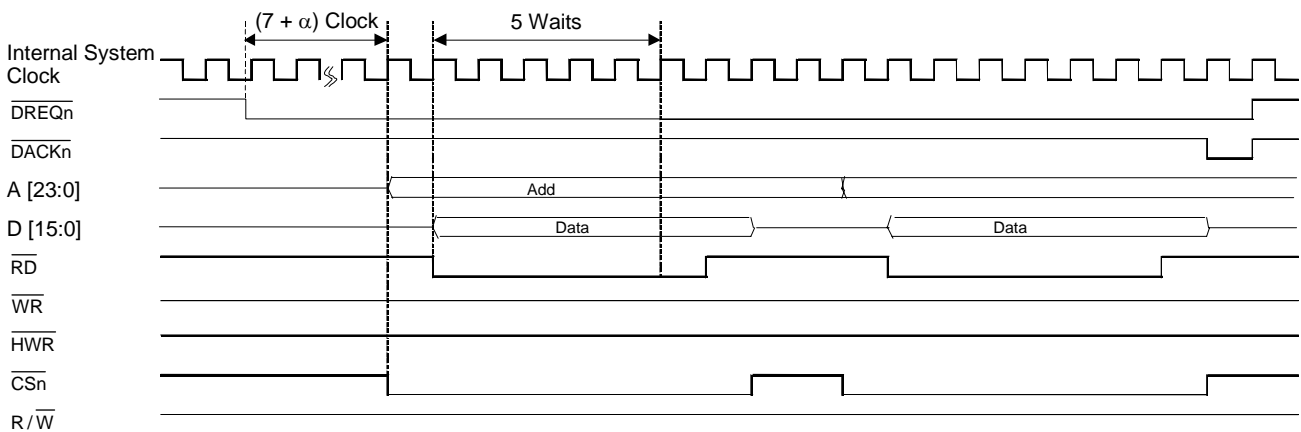 (7 + α) Clock
5 Waits
Internal System
Clock
DREQn
DACKn
A [23:0]
Add
D [15:0]
Data
Data
RD
WR
HWR
CSn
R / W